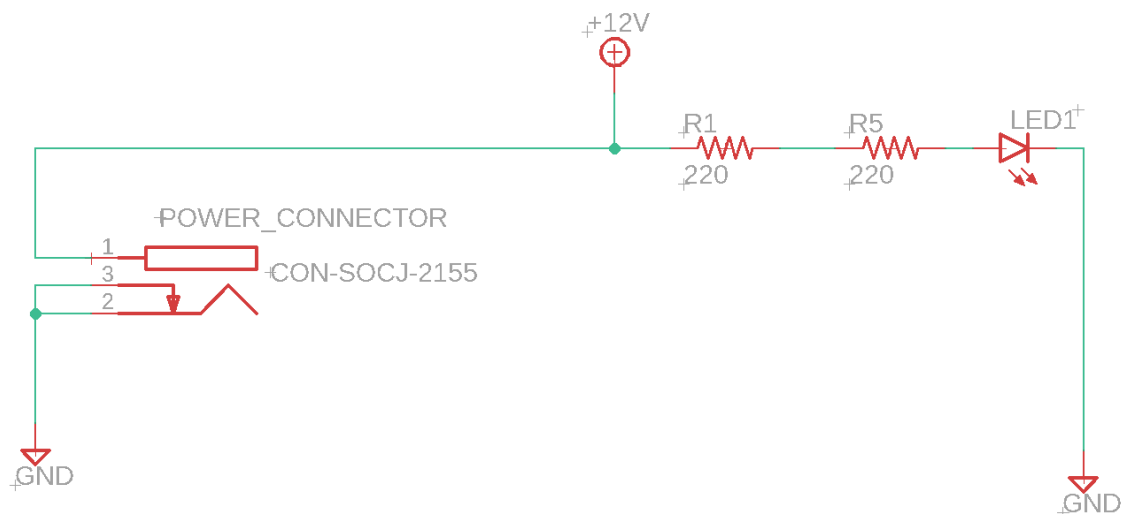 +12V
R1
R5
LED1
220
220
POWER_CONNECTOR
1
3
CON-SOCJ-2155
2
GND
GND